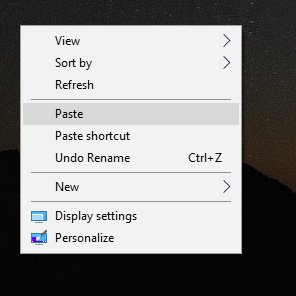 View
Sort by
Refresh
Paste
Paste shortcut
Undo Rename Ctrl+Z
New
Display settings
Personalize